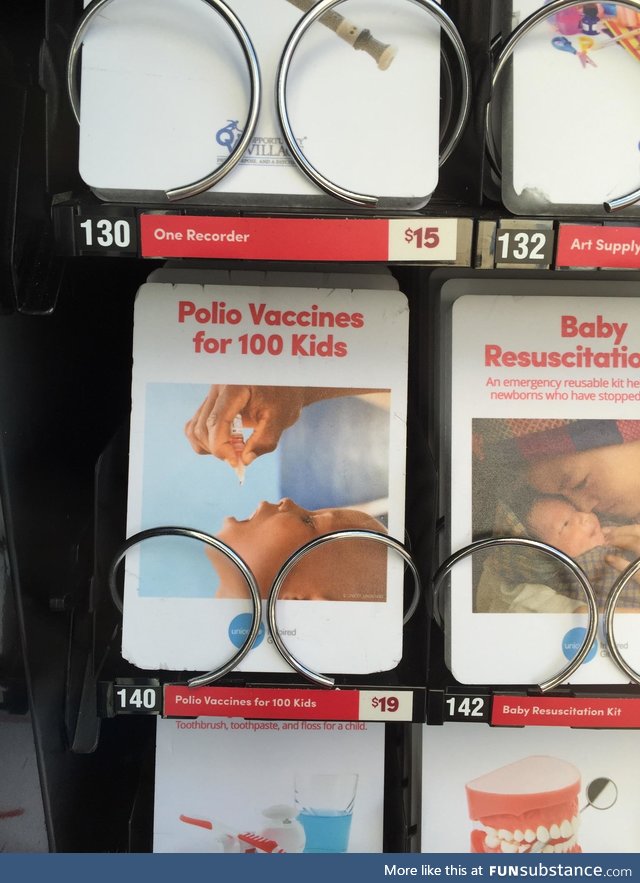 OPPORTUNITY
VILLAGE
130
One Recorder
$15
132
Art Supply
Polio Vaccines
for 100 Kids
Baby
An emergency reusable kit
newborns who have stopped
140
Polio Vaccines for 100 Kids
$19
142
Baby Resuscitation Kit
Toothbrush, toothpaste, and floss for a child.
More like this at FUNsubstance.com